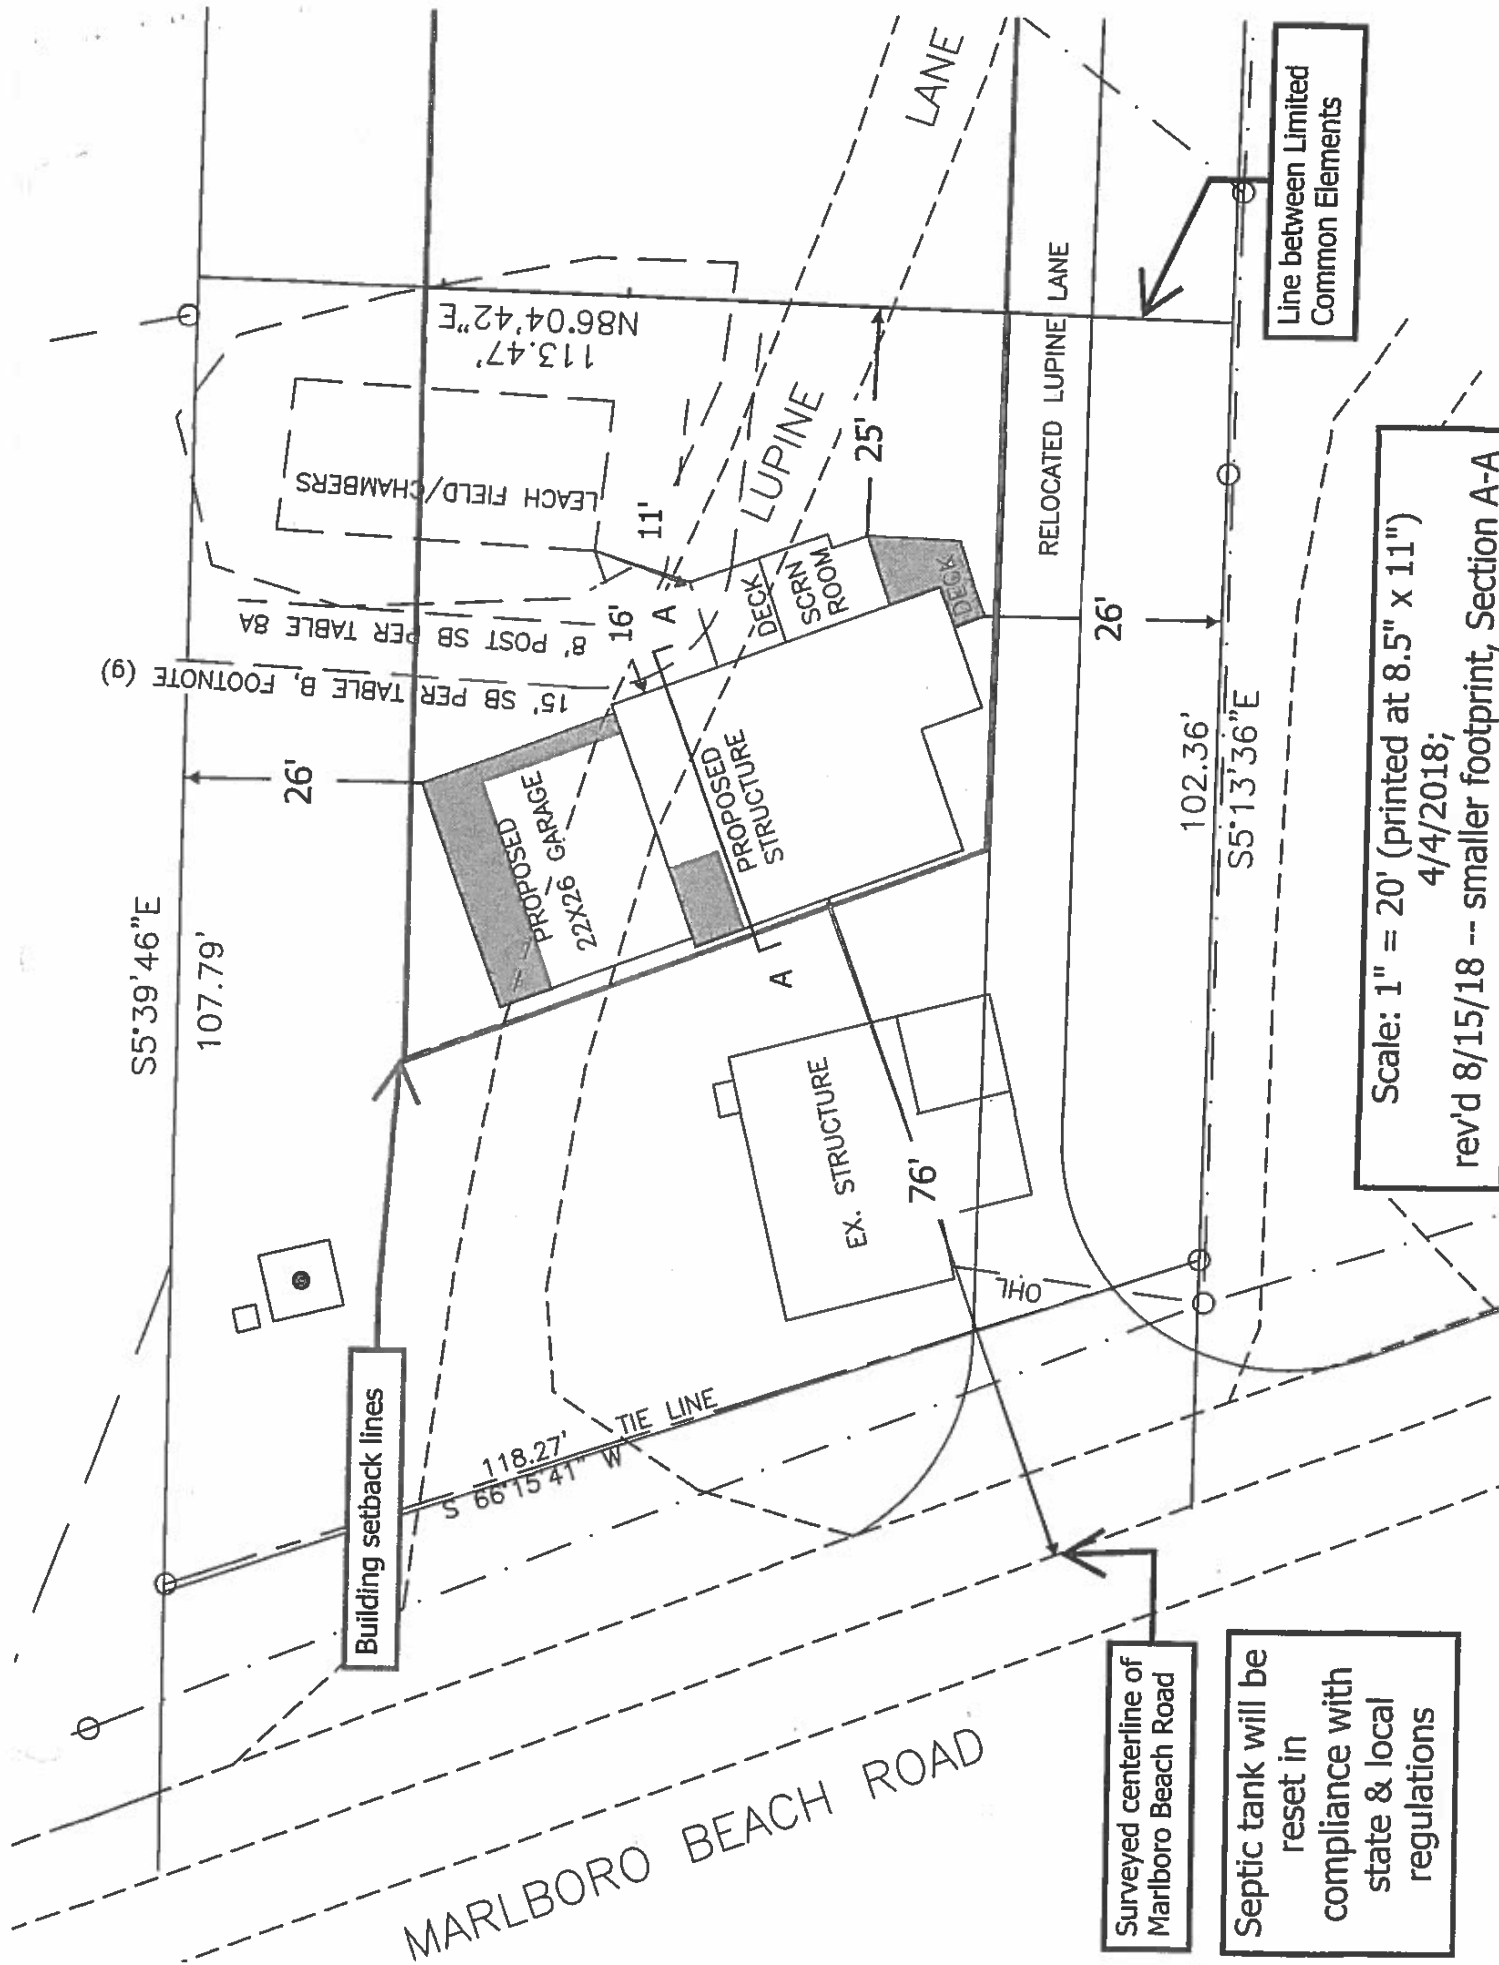 S5°39'46"E
107.79'
26'
15' SB PER TABLE B, FOOTNOTE (g)
8' POST SB PER TABLE 8A
LEACH FIELD/CHAMBERS
113.47'
N86°04'42"E
11'
16'
A
DECK
SCRN
ROOM
DECK
25'
LUPINE
LANE
RELOCATED LUPINE LANE
PROPOSED
22X26 GARAGE
PROPOSED
STRUCTURE
A
26'
102.36'
S5°13'36"E
EX. STRUCTURE
76'
OHL
TIE LINE
118.27'
S 66°15'41" W
Building setback lines
MARLBORO BEACH ROAD
Surveyed centerline of
Marlboro Beach Road
Septic tank will be
reset in
compliance with
state & local
regulations
Line between Limited
Common Elements
Scale: 1" = 20' (printed at 8.5" x 11")
4/4/2018;
rev'd 8/15/18 -- smaller footprint, Section A-A